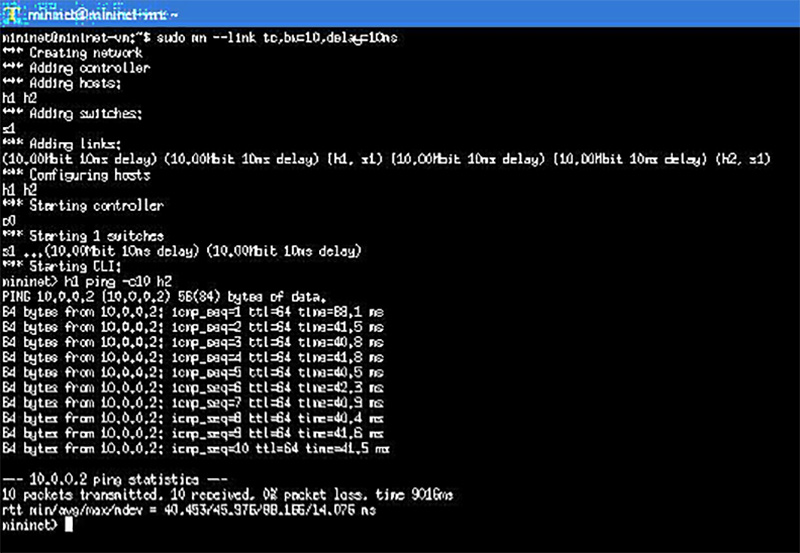 mininet@mininet-vm: ~
mininet@mininet-vm:~$ sudo mn --link tc,bw=10,delay=10ms
*** Creating network
*** Adding controller
*** Adding hosts:
h1 h2
*** Adding switches:
s1
*** Adding links:
(10.00Mbit 10ms delay) (10.00Mbit 10ms delay) (h1, s1) (10.00Mbit 10ms delay) (10.00Mbit 10ms delay) (h2, s1)
*** Configuring hosts
h1 h2
*** Starting controller
c0
*** Starting 1 switches
s1 ...(10.00Mbit 10ms delay) (10.00Mbit 10ms delay)
*** Starting CLI:
mininet> h1 ping -c10 h2
PING 10.0.0.2 (10.0.0.2) 56(84) bytes of data.
64 bytes from 10.0.0.2: icmp_seq=1 ttl=64 time=88.1 ms
64 bytes from 10.0.0.2: icmp_seq=2 ttl=64 time=41.5 ms
64 bytes from 10.0.0.2: icmp_seq=3 ttl=64 time=40.8 ms
64 bytes from 10.0.0.2: icmp_seq=4 ttl=64 time=41.8 ms
64 bytes from 10.0.0.2: icmp_seq=5 ttl=64 time=40.5 ms
64 bytes from 10.0.0.2: icmp_seq=6 ttl=64 time=42.3 ms
64 bytes from 10.0.0.2: icmp_seq=7 ttl=64 time=40.9 ms
64 bytes from 10.0.0.2: icmp_seq=8 ttl=64 time=40.4 ms
64 bytes from 10.0.0.2: icmp_seq=9 ttl=64 time=41.6 ms
64 bytes from 10.0.0.2: icmp_seq=10 ttl=64 time=41.5 ms
--- 10.0.0.2 ping statistics ---
10 packets transmitted, 10 received, 0% packet loss, time 9016ms
rtt min/avg/max/mdev = ms
mininet>